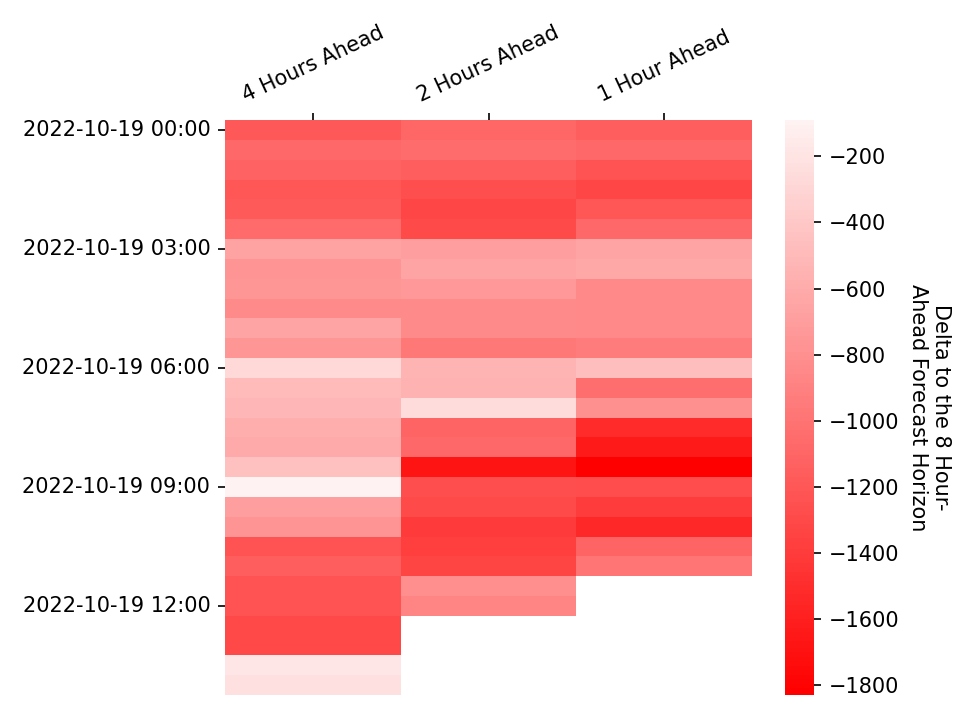 4 Hours Ahead
2 Hours Ahead
1 Hour Ahead
2022-10-19 00:00
2022-10-19 03:00
2022-10-19 06:00
2022-10-19 09:00
2022-10-19 12:00
−200
−400
−600
−800
−1000
−1200
−1400
−1600
−1800
Delta to the 8 Hour-
Ahead Forecast Horizon